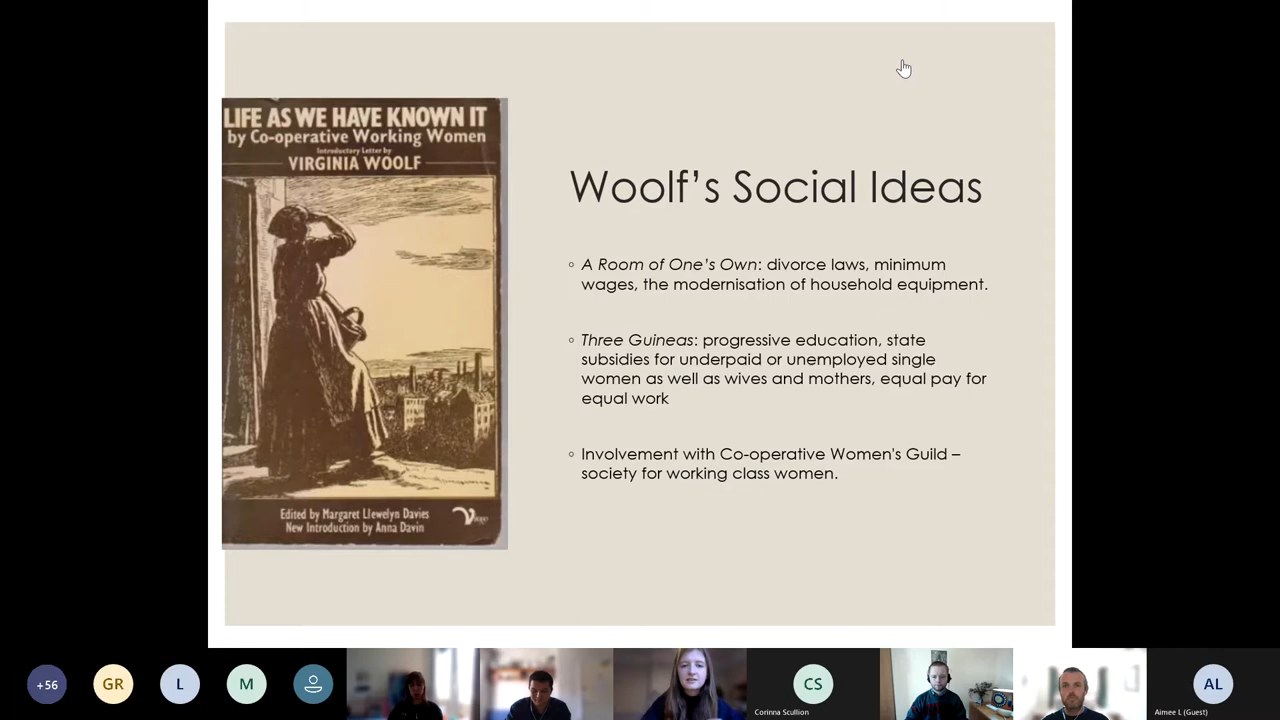 LIFE AS WE HAVE KNOWN IT
by Co-operative Working Women
Introductory Letter by
VIRGINIA WOOLF
Edited by Margaret Llewelyn Davies
New Introduction by Anna Davin
Woolf’s Social Ideas
◦ A Room of One’s Own: divorce laws, minimum
wages, the modernisation of household equipment.
◦ Three Guineas: progressive education, state
subsidies for underpaid or unemployed single
women as well as wives and mothers, equal pay for
equal work
◦ Involvement with Co-operative Women's Guild –
society for working class women.
+56
GR
L
M
CS
Corinna Scullion
AL
Aimee L (Guest)